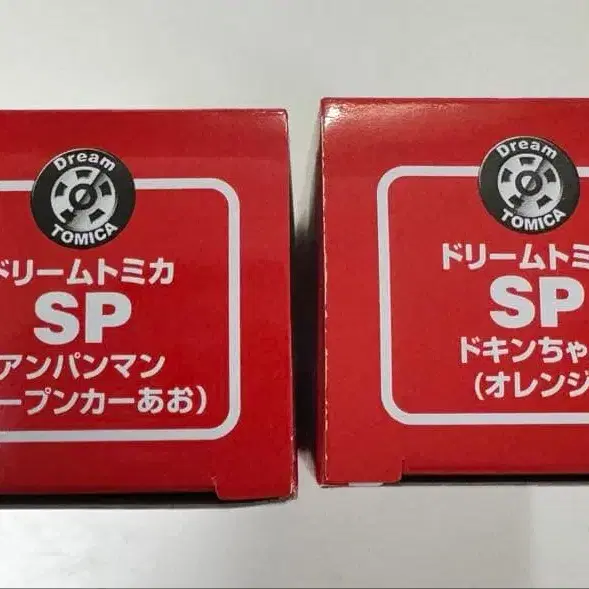 Dream
TOMICA
ドリームトミカ
SP
アンパンマン
ープンカーあお）
Dream
TOMICA
ドリームトミ
SP
ドキンちゃ
（オレンジ